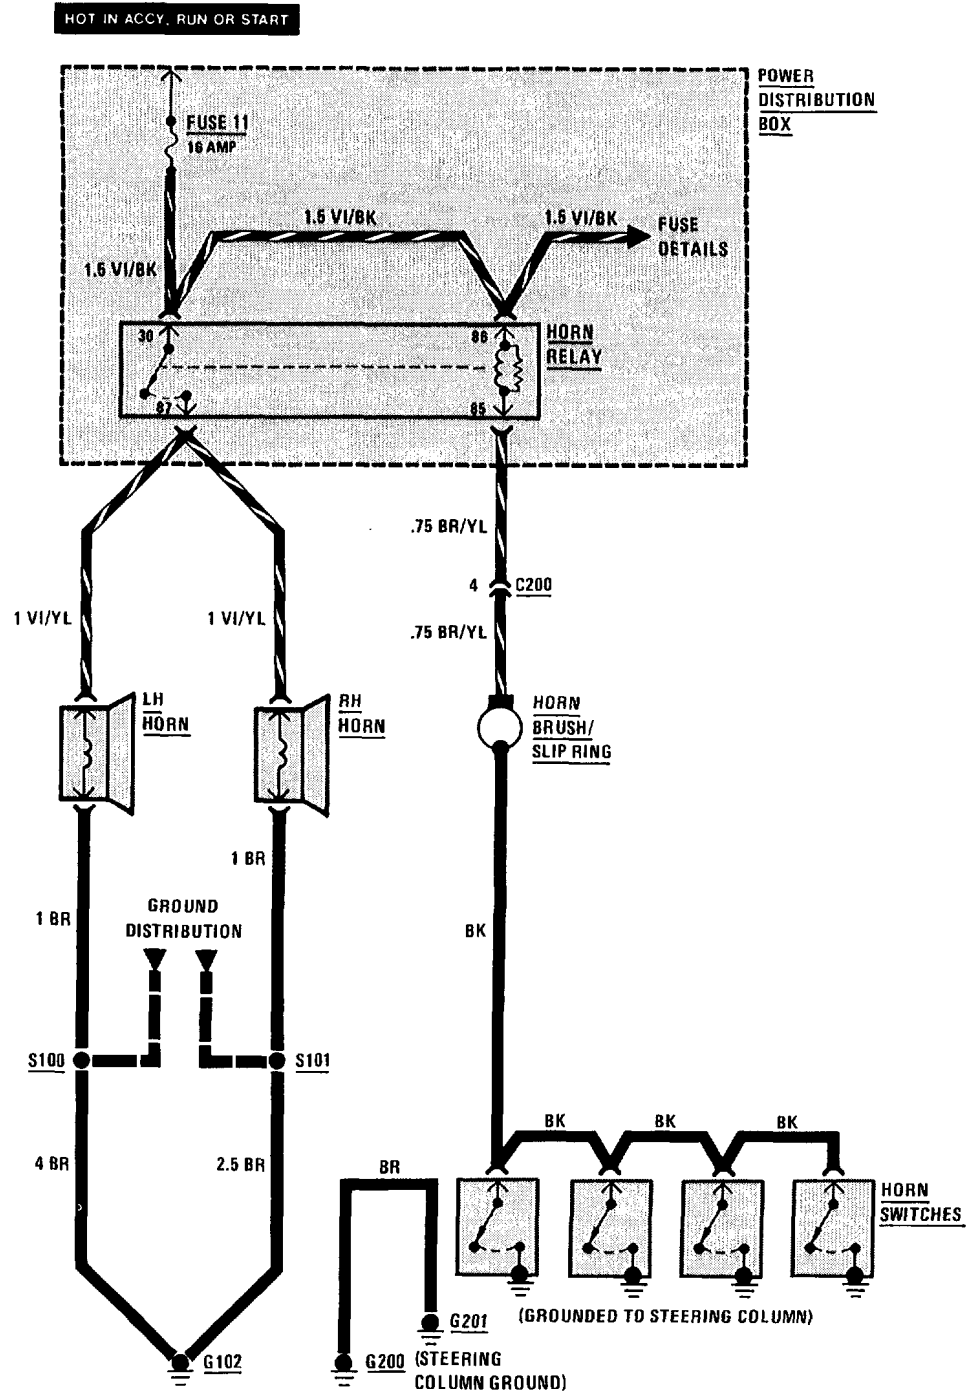 HOT IN ACCY, RUN OR START
POWER
DISTRIBUTION
BOX
FUSE 11
16 AMP
1.5 VI/BK
1.5 VI/BK
FUSE
DETAILS
1.5 VI/BK
30
86
HORN
RELAY
87
85
.75 BR/YL
4
C200
1 VI/YL
1 VI/YL
.75 BR/YL
LH
HORN
RH
HORN
HORN
BRUSH/
SLIP RING
1 BR
1 BR
GROUND
DISTRIBUTION
BK
S100
S101
BK
BK
BK
4 BR
2.5 BR
BR
HORN
SWITCHES
G201
(GROUNDED TO STEERING COLUMN)
G102
G200
(STEERING
COLUMN GROUND)